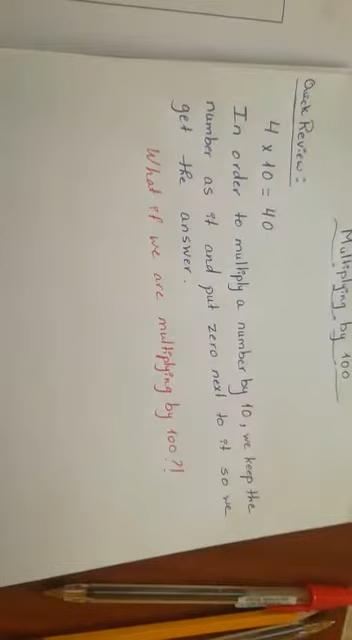 Multiplying by 100
Quick Review:
4 x 10 = 40
In order to multiply a number by 10, we keep the
number as it and put zero next to it so we
get the answer.
What if we are multiplying by 100?!